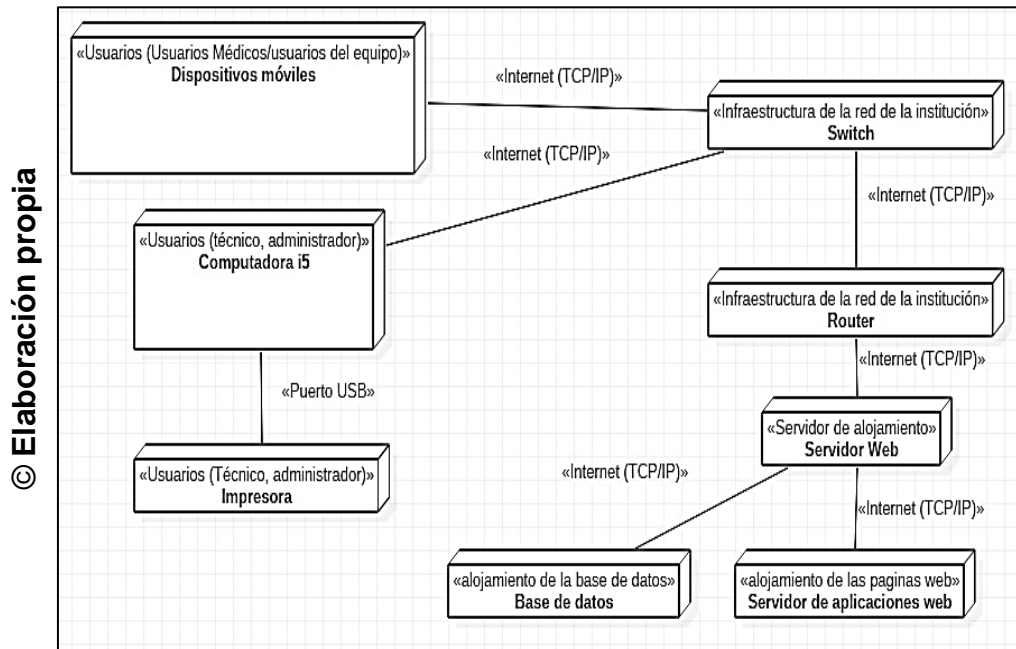 © Elaboración propia
«Usuarios (Usuarios Médicos/usuarios del equipo)»
Dispositivos móviles
«Internet (TCP/IP)»
«Infraestructura de la red de la institución»
Switch
«Internet (TCP/IP)»
«Internet (TCP/IP)»
«Usuarios (técnico, administrador)»
Computadora i5
«Infraestructura de la red de la institución»
Router
«Internet (TCP/IP)»
«Puerto USB»
«Servidor de alojamiento»
Servidor Web
«Usuarios (Técnico, administrador)»
Impresora
«Internet (TCP/IP)»
«Internet (TCP/IP)»
«alojamiento de la base de datos»
Base de datos
«alojamiento de las paginas web»
Servidor de aplicaciones web